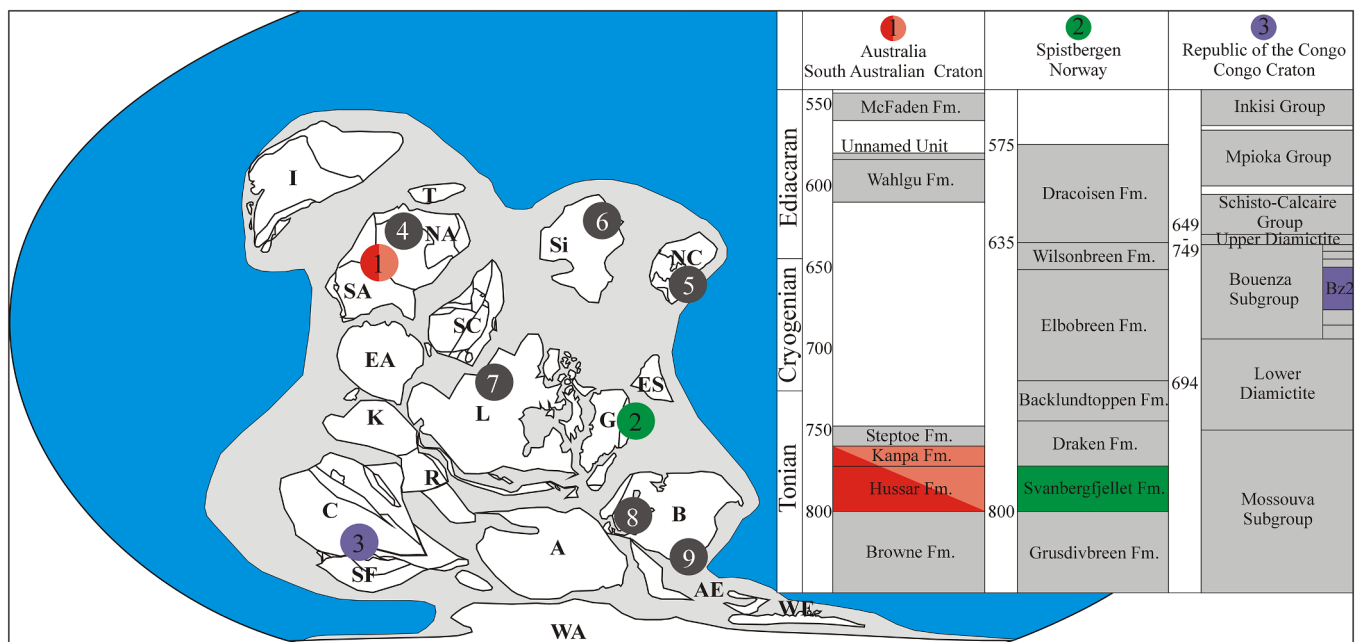 I
T
4
NA
6
Si
NC
1
SA
5
SC
EA
7
ES
K
L
G
2
R
C
8
B
3
A
9
SF
AE
WE
WA
1
Australia
South Australian Craton
2
Spistbergen
Norway
3
Republic of the Congo
Congo Craton
Ediacaran
Cryogenian
Tonian
550
600
650
700
750
800
McFaden Fm.
Unnamed Unit
Wahlgu Fm.
Steptoe Fm.
Kanpa Fm.
Hussar Fm.
Browne Fm.
575
635
800
Dracoisen Fm.
Wilsonbreen Fm.
Elbobreen Fm.
Backlundtoppen Fm.
Draken Fm.
Svanbergfjellet Fm.
Grusdivbreen Fm.
649
-
749
694
Inkisi Group
Mpioka Group
Schisto-Calcaire
Group
Upper Diamictite
Bouenza
Subgroup
Bz2
Lower
Diamictite
Mossouva
Subgroup